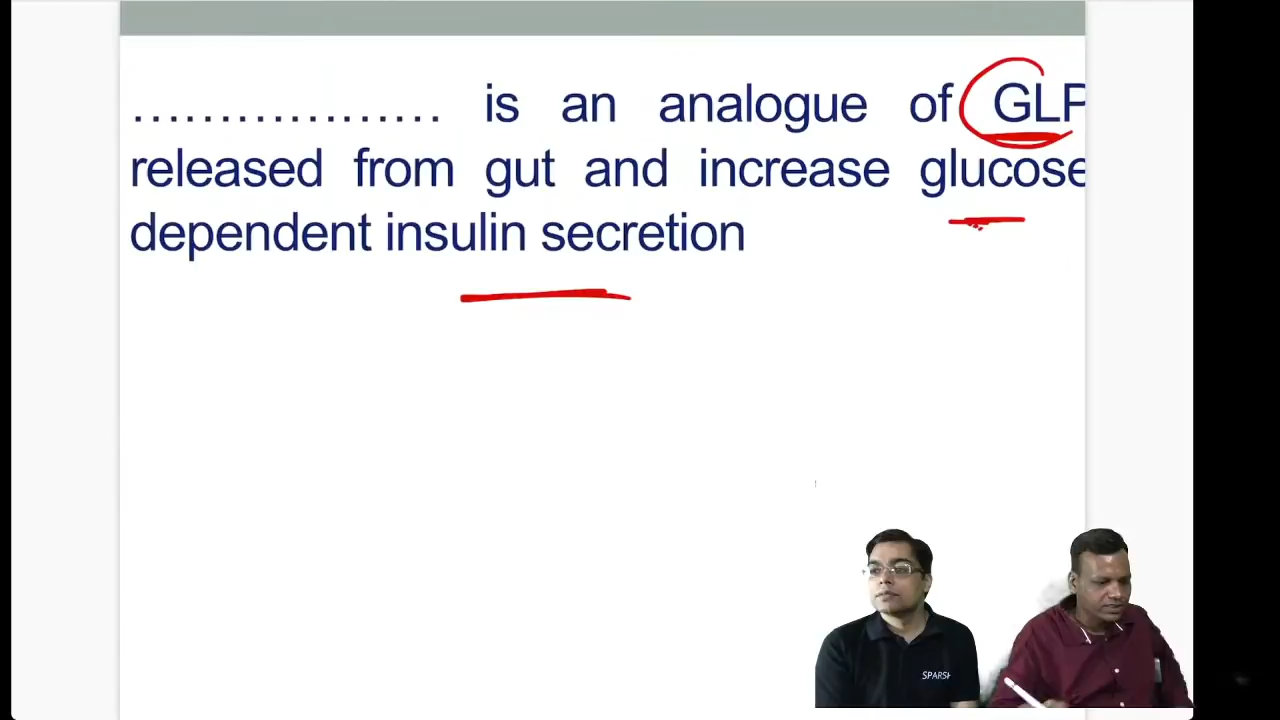 ……………… is an analogue of GLP
released from gut and increase glucose
dependent insulin secretion
SPARSH